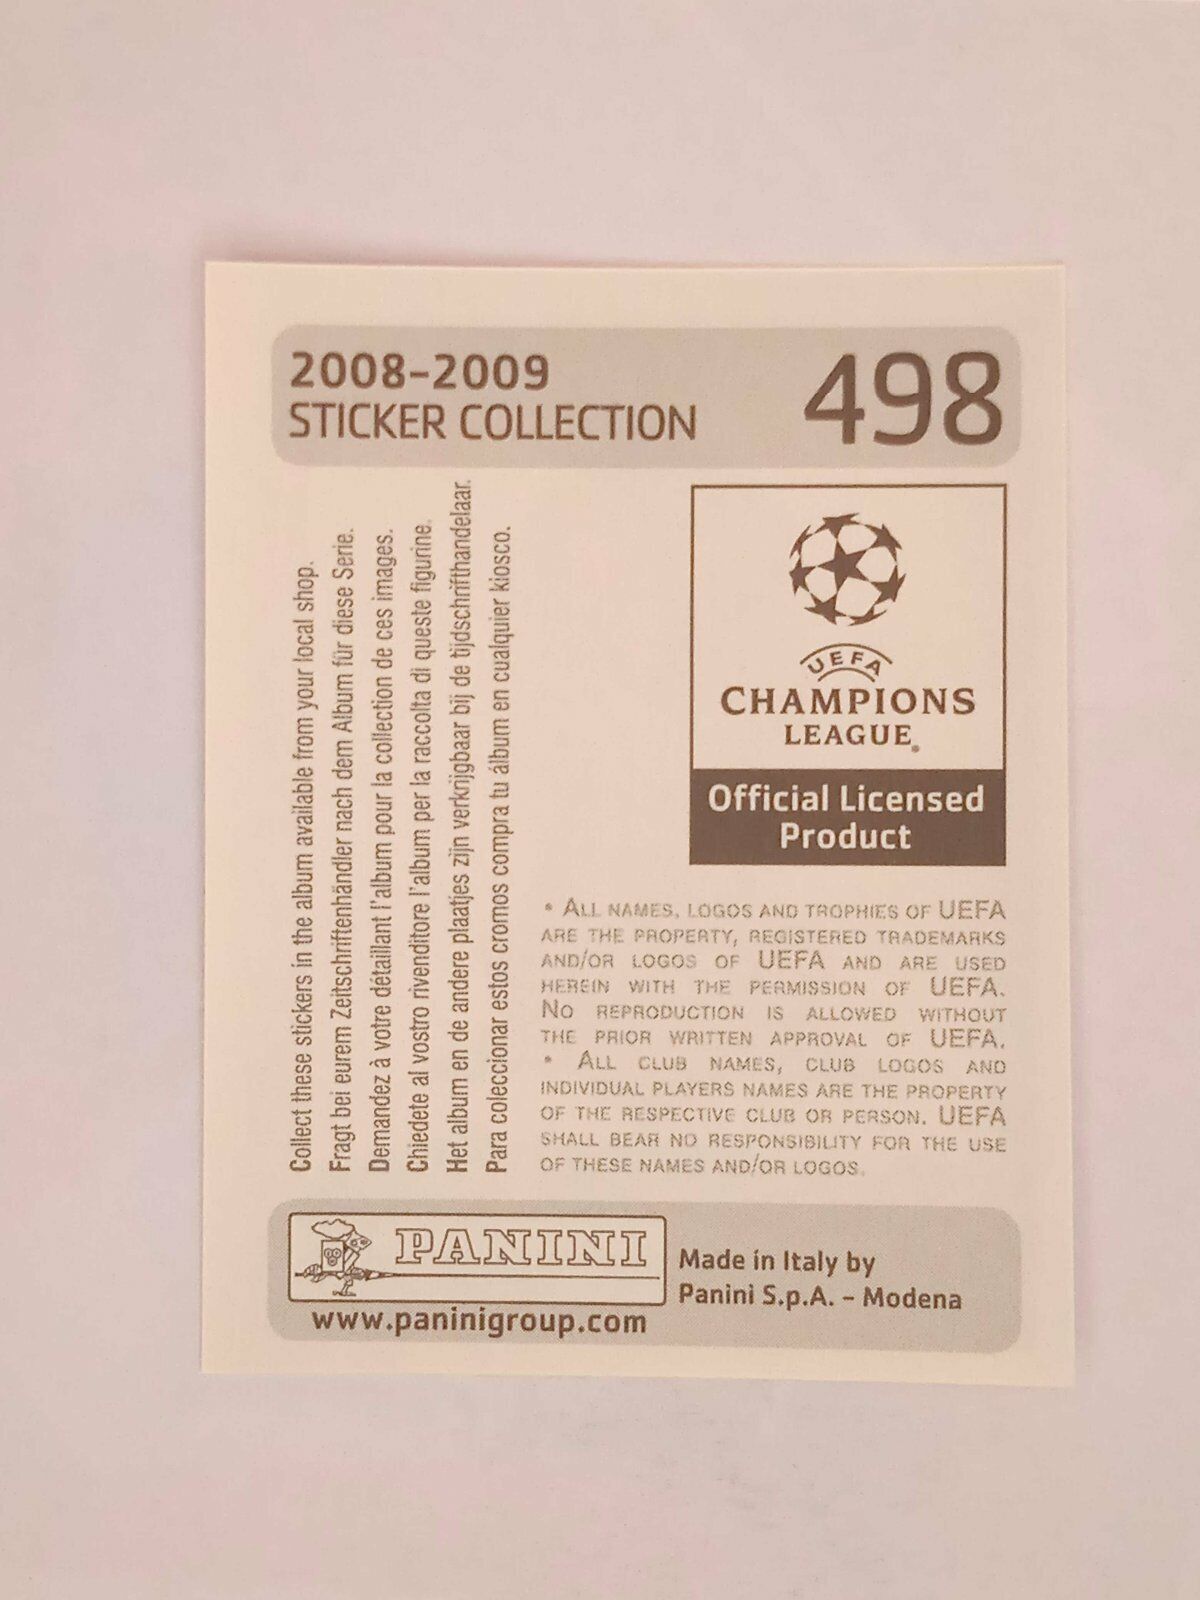 2008-2009
STICKER COLLECTION
498
Collect these stickers in the album available from your local shop.
Fragt bei eurem Zeitschriftenhändler nach dem Album für diese Serie.
Demandez à votre détaillant l'album pour la collection de ces images.
Chiedete al vostro rivenditore l'album per la raccolta di queste figurine.
Het album en de andere plaatjes zijn verkrijgbaar bij de tijdschrifthandelaar.
Para coleccionar estos cromos compra tu álbum en cualquier kiosco.
UEFA
CHAMPIONS
LEAGUE®
Official Licensed
Product
• ALL NAMES, LOGOS AND TROPHIES OF UEFA
ARE THE PROPERTY, REGISTERED TRADEMARKS
AND/OR LOGOS OF UEFA AND ARE USED
HEREIN WITH THE PERMISSION OF UEFA.
NO REPRODUCTION IS ALLOWED WITHOUT
THE PRIOR WRITTEN APPROVAL OF UEFA.
• ALL CLUB NAMES, CLUB LOGOS AND
INDIVIDUAL PLAYERS NAMES ARE THE PROPERTY
OF THE RESPECTIVE CLUB OR PERSON. UEFA
SHALL BEAR NO RESPONSIBILITY FOR THE USE
OF THESE NAMES AND/OR LOGOS.
PANINI
www.paninigroup.com
Made in Italy by
Panini S.p.A. - Modena